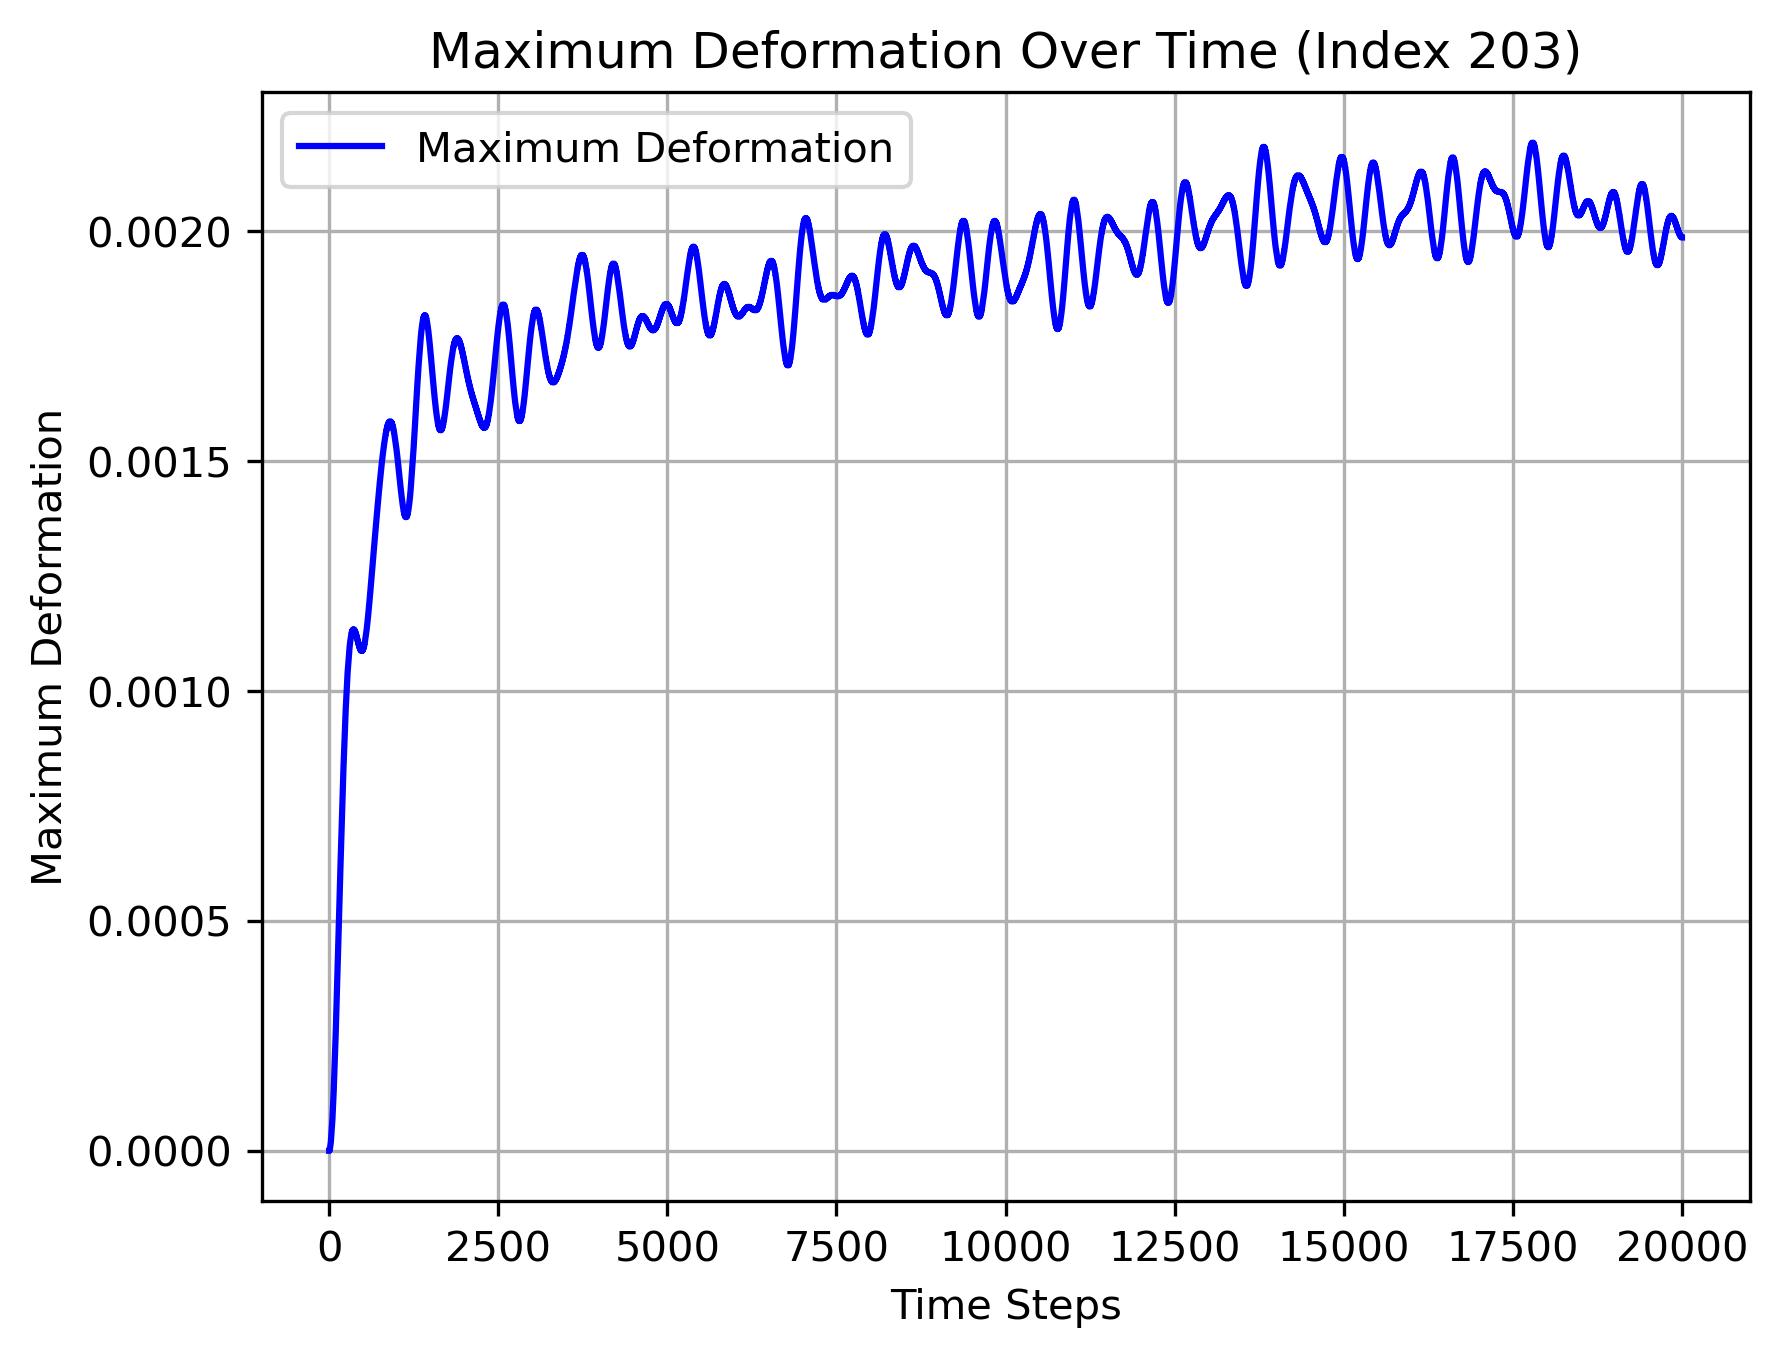 Maximum Deformation Over Time (Index 203)
Maximum Deformation
Maximum Deformation
0.0020
0.0015
0.0010
0.0005
0.0000
0 2500 5000 7500 10000 12500 15000 17500 20000
Time Steps